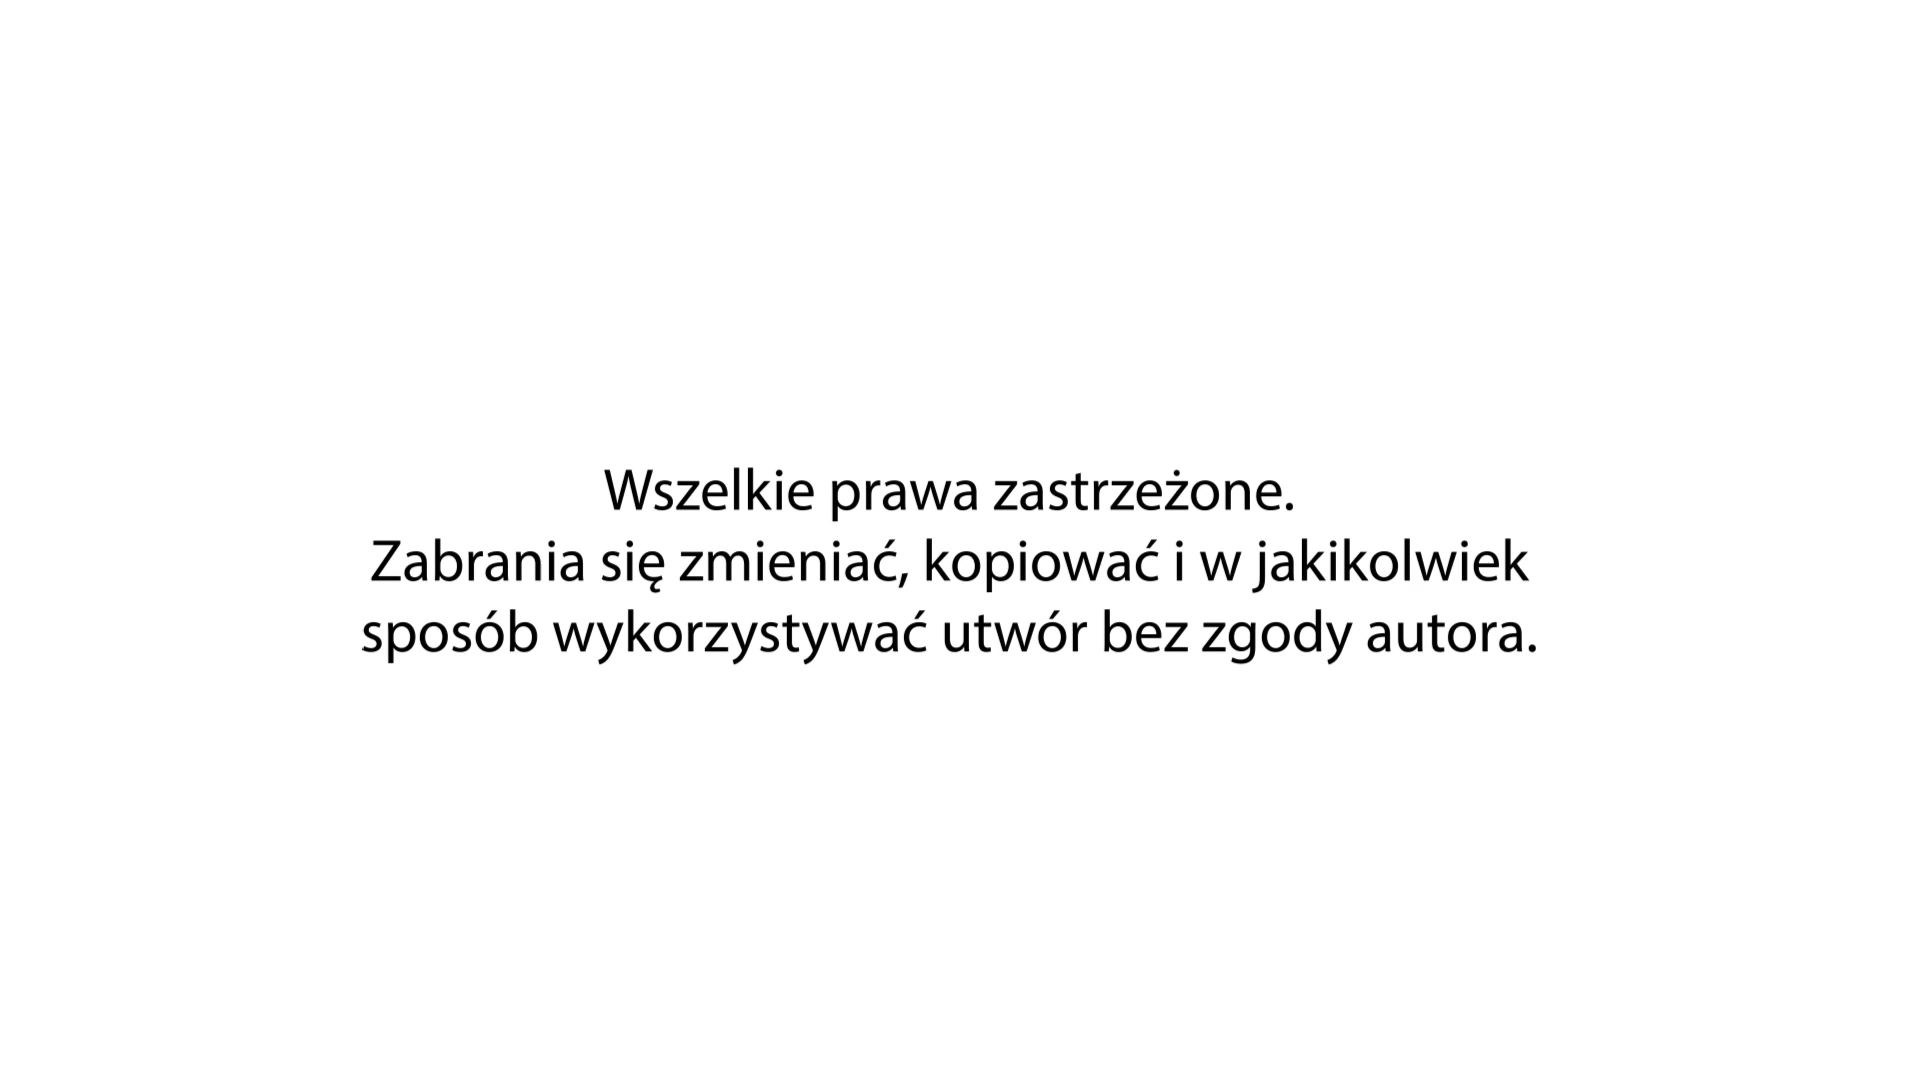 Wszelkie prawa zastrzeżone.
Zabrania się zmieniać, kopiować i w jakikolwiek
sposób wykorzystywać utwór bez zgody autora.